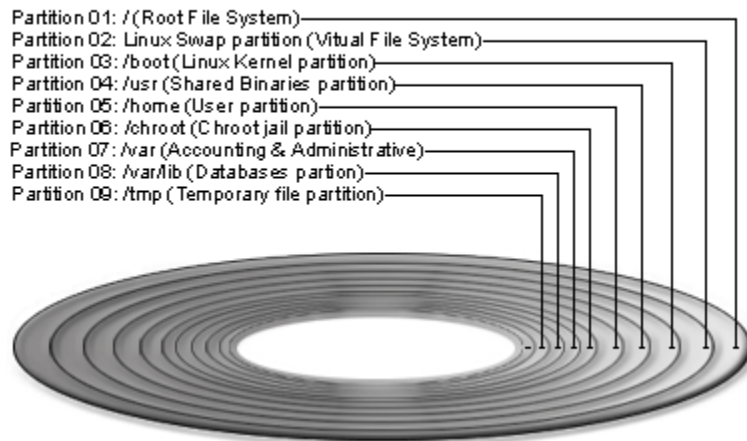 Partition 01: / (Root File System)
Partition 02: Linux Swap partition (Vitual File System)
Partition 03: /boot (Linux Kernel partition)
Partition 04: /usr (Shared Binaries partition)
Partition 05: /home (User partition)
Partition 06: /chroot (Chroot jail partition)
Partition 07: /var (Accounting & Administrative)
Partition 08: /var/lib (Databases partion)
Partition 09: /tmp (Temporary file partition)